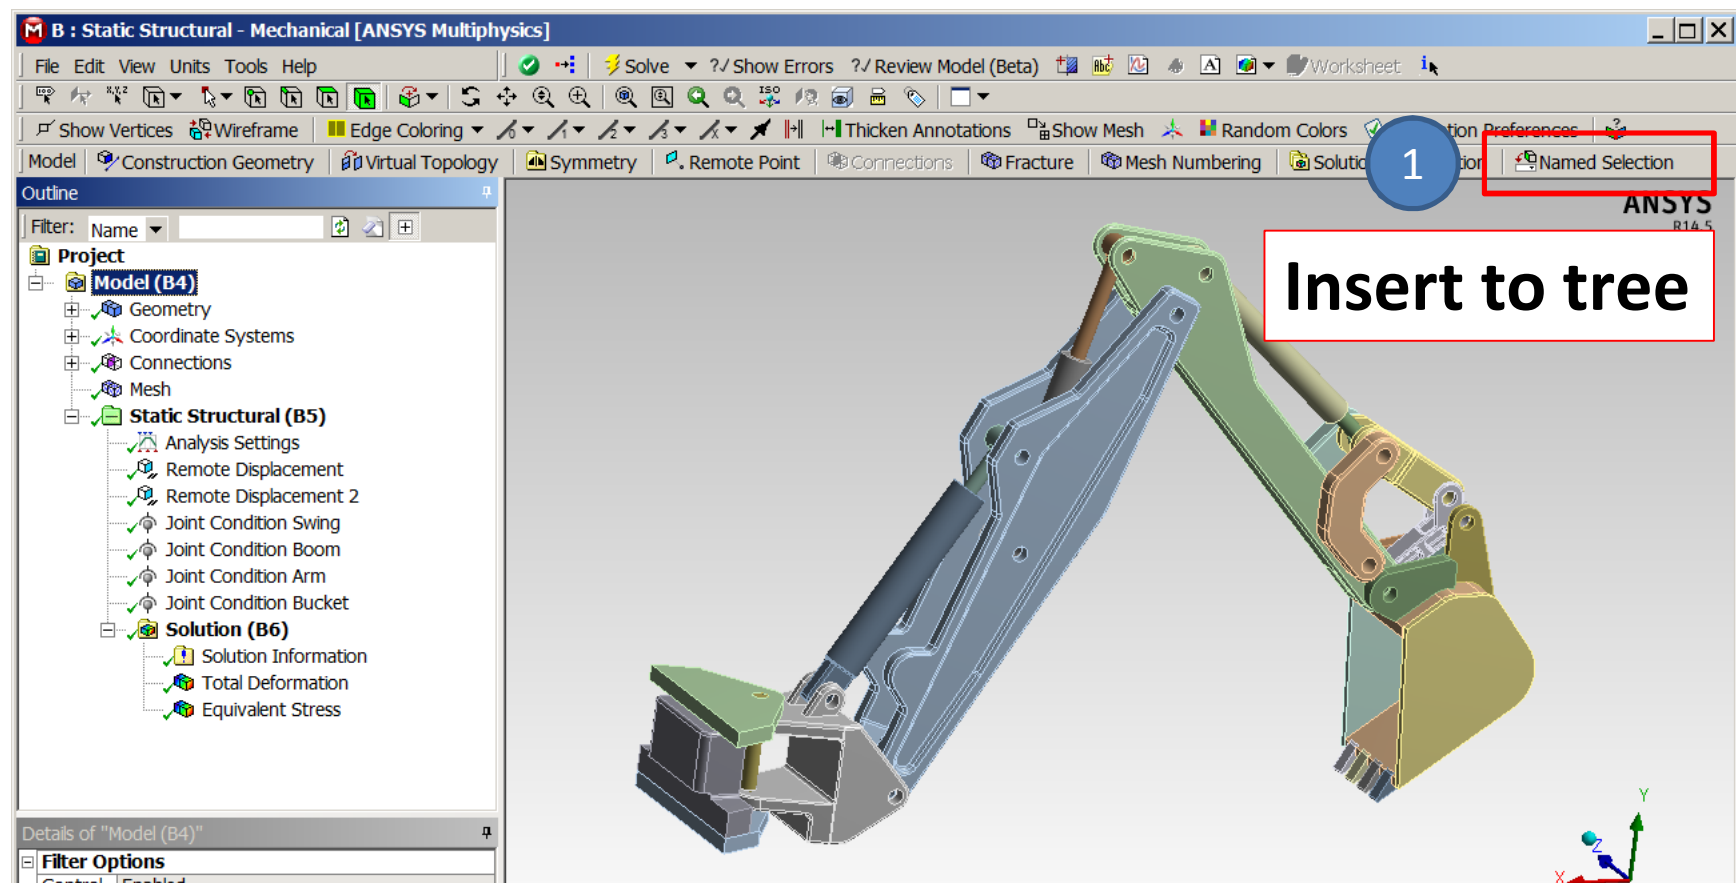 B : Static Structural - Mechanical [ANSYS Multiphysics]
File Edit View Units Tools Help Solve ?✓ Show Errors ?✓ Review Model (Beta) Worksheet
Show Vertices Wireframe Edge Coloring Thicken Annotations Show Mesh Random Colors Preferences
Model Construction Geometry Virtual Topology Symmetry Remote Point Connections Fracture Mesh Numbering Named Selection
1
Outline
Filter: Name
ANSYS
R14.5
Insert to tree
Project
Model (B4)
Geometry
Coordinate Systems
Connections
Mesh
Static Structural (B5)
Analysis Settings
Remote Displacement
Remote Displacement 2
Joint Condition Swing
Joint Condition Boom
Joint Condition Arm
Joint Condition Bucket
Solution (B6)
Solution Information
Total Deformation
Equivalent Stress
Details of "Model (B4)"
Filter Options
Control Enabled
Y
Z
X